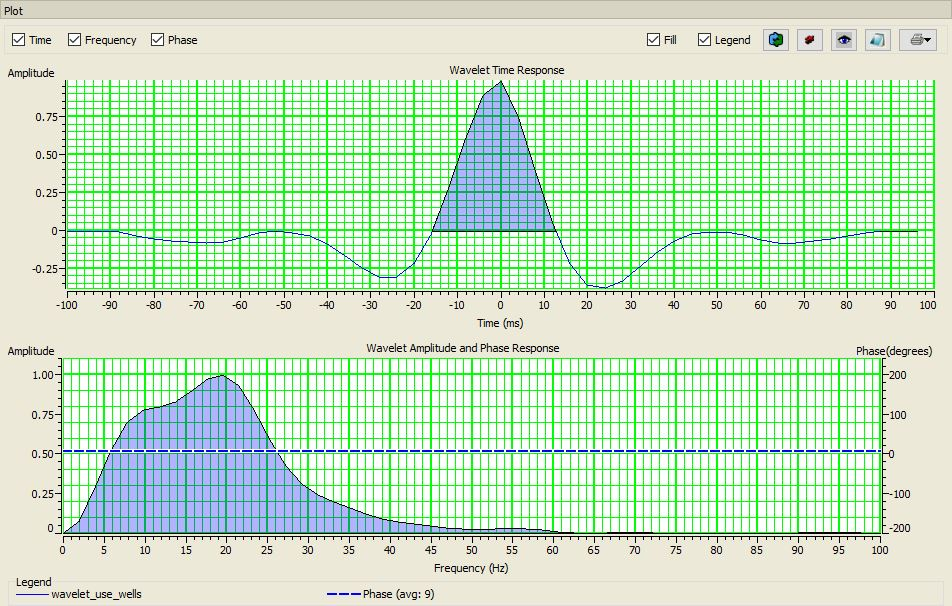 Plot
Time Frequency Phase Fill Legend
Amplitude Wavelet Time Response
0.75
0.50
0.25
0
-0.25
-100 -90 -80 -70 -60 -50 -40 -30 -20 -10 0 10 20 30 40 50 60 70 80 90 100
Time (ms)
Amplitude Wavelet Amplitude and Phase Response Phase(degrees)
1.00 200
0.75 100
0.50 0
0.25 -100
0 -200
0 5 10 15 20 25 30 35 40 45 50 55 60 65 70 75 80 85 90 95 100
Frequency (Hz)
Legend
wavelet_use_wells Phase (avg: 9)